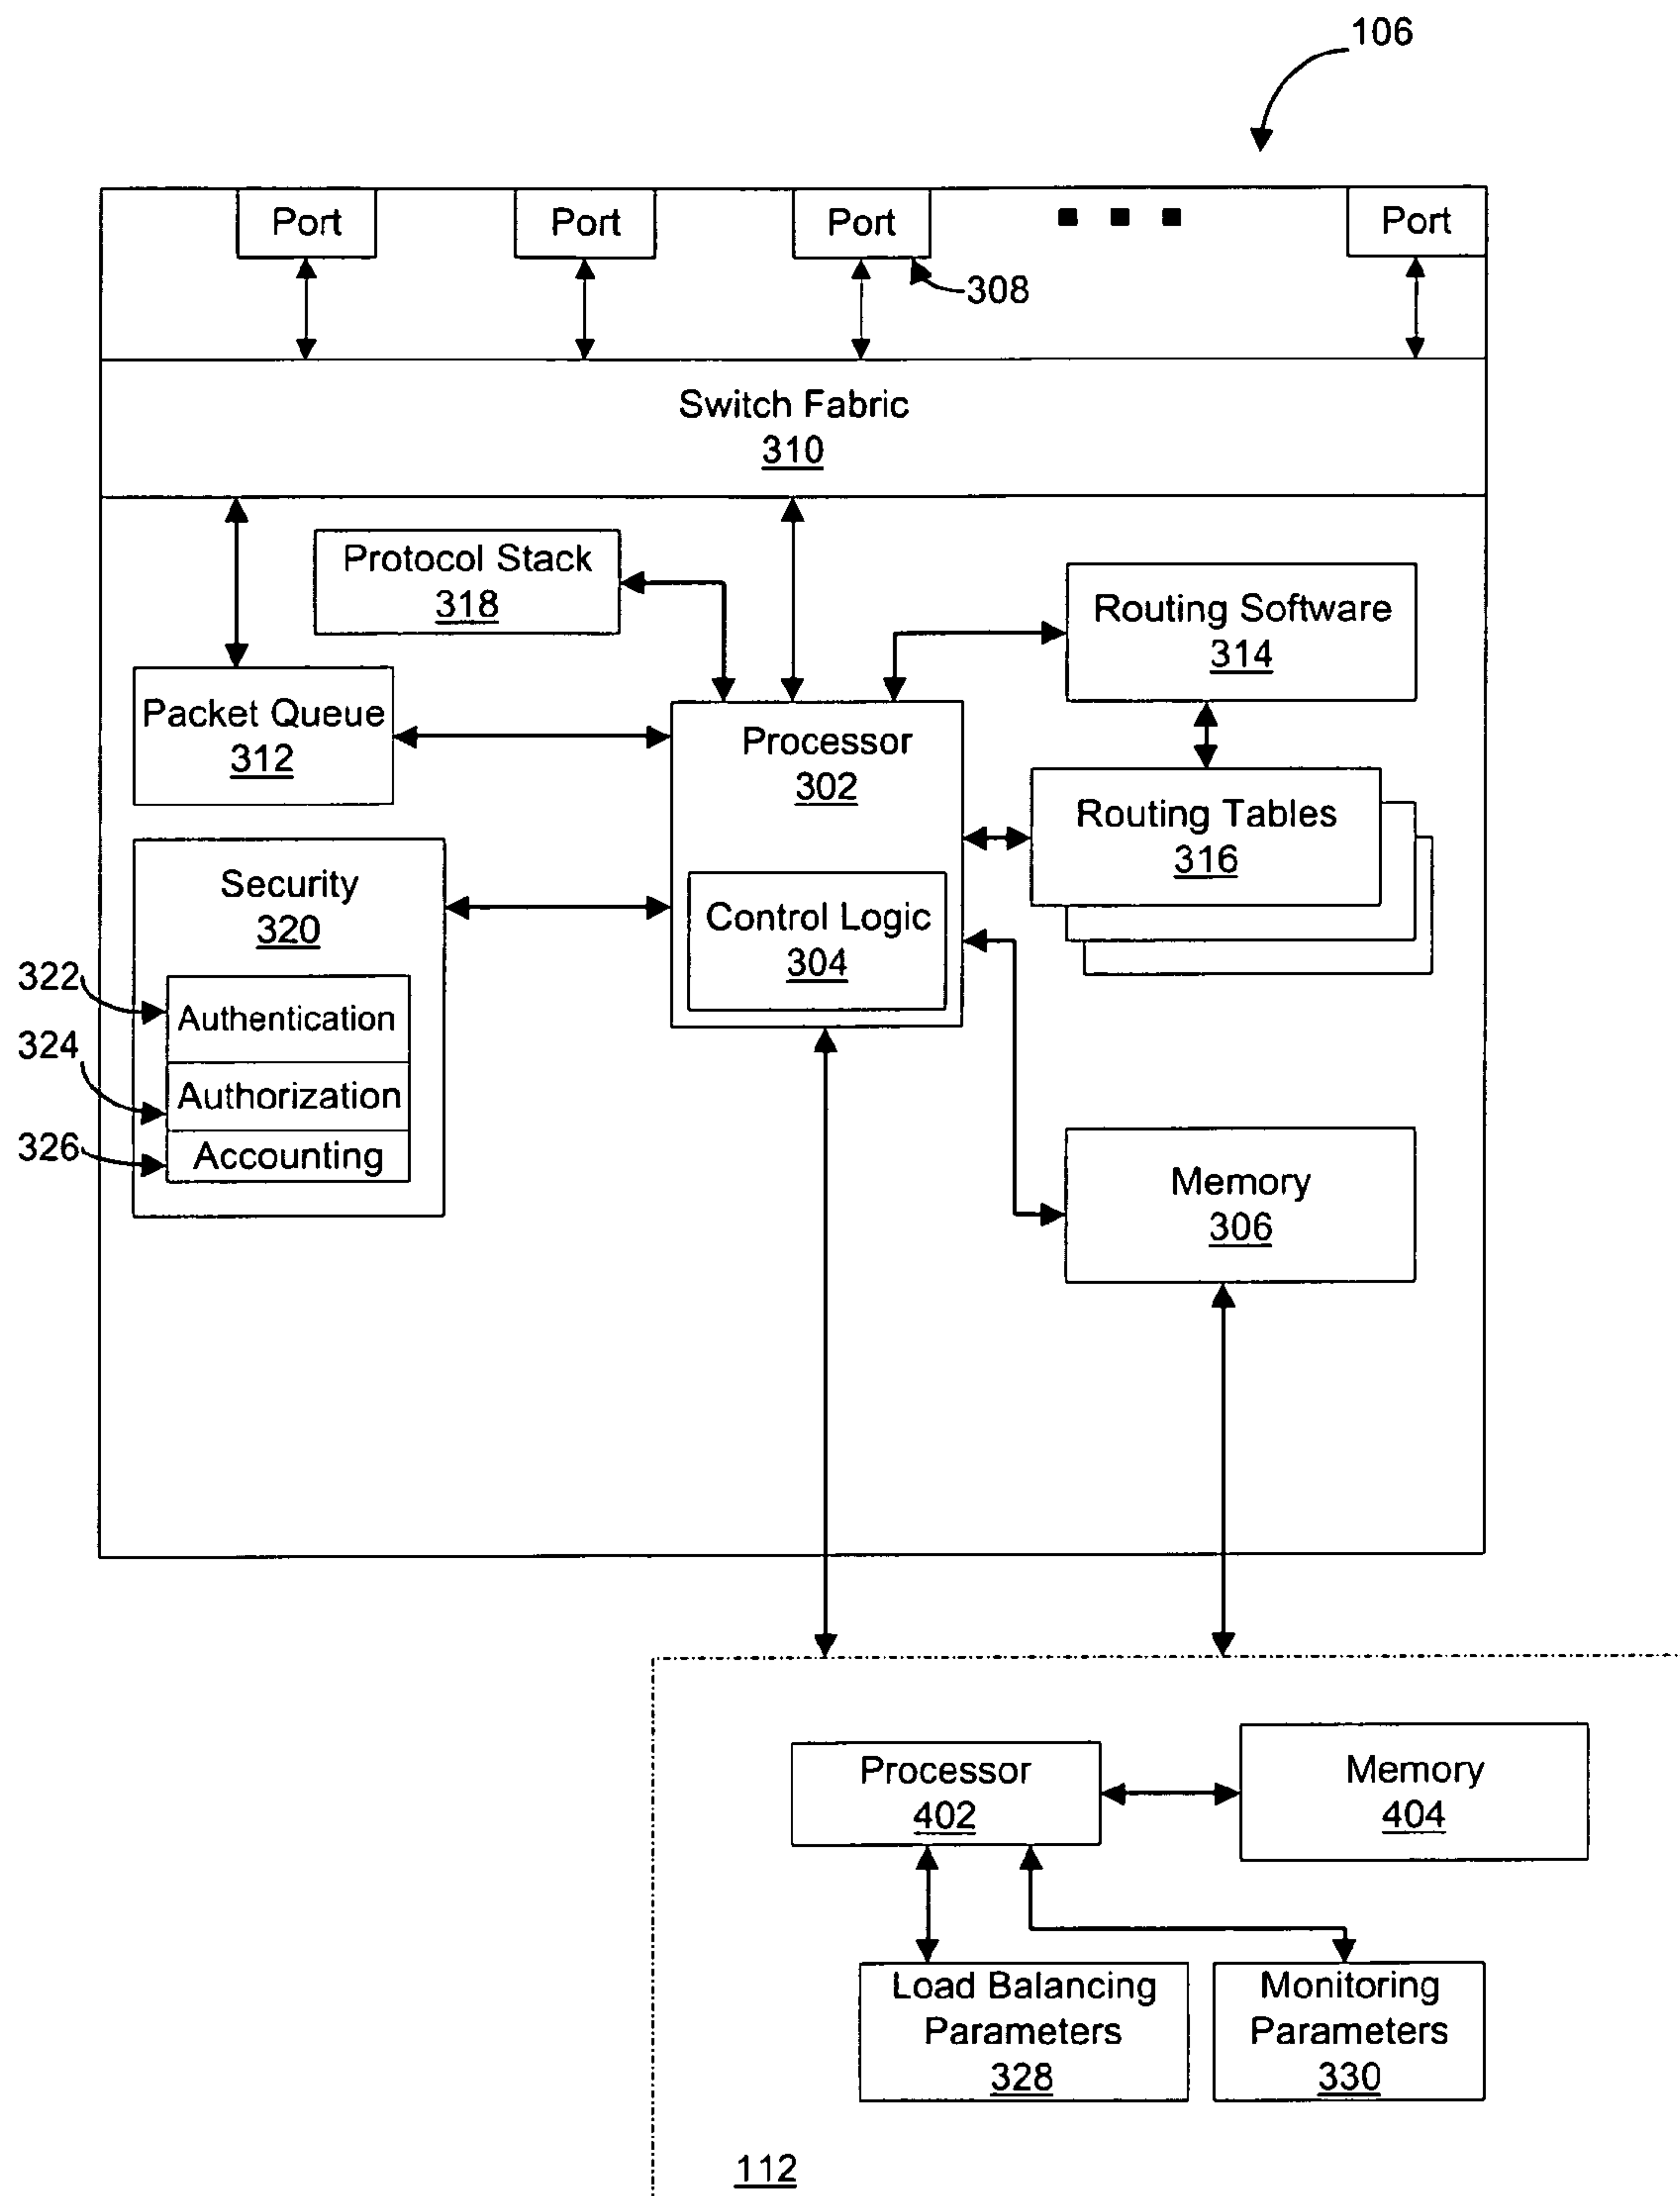 106
Port
Port
Port
Port
308
Switch Fabric
310
Protocol Stack
318
Routing Software
314
Packet Queue
312
Processor
302
Routing Tables
316
Security
320
Control Logic
304
322
Authentication
324
Authorization
326
Accounting
Memory
306
Processor
402
Memory
404
Load Balancing
Parameters
328
Monitoring
Parameters
330
112